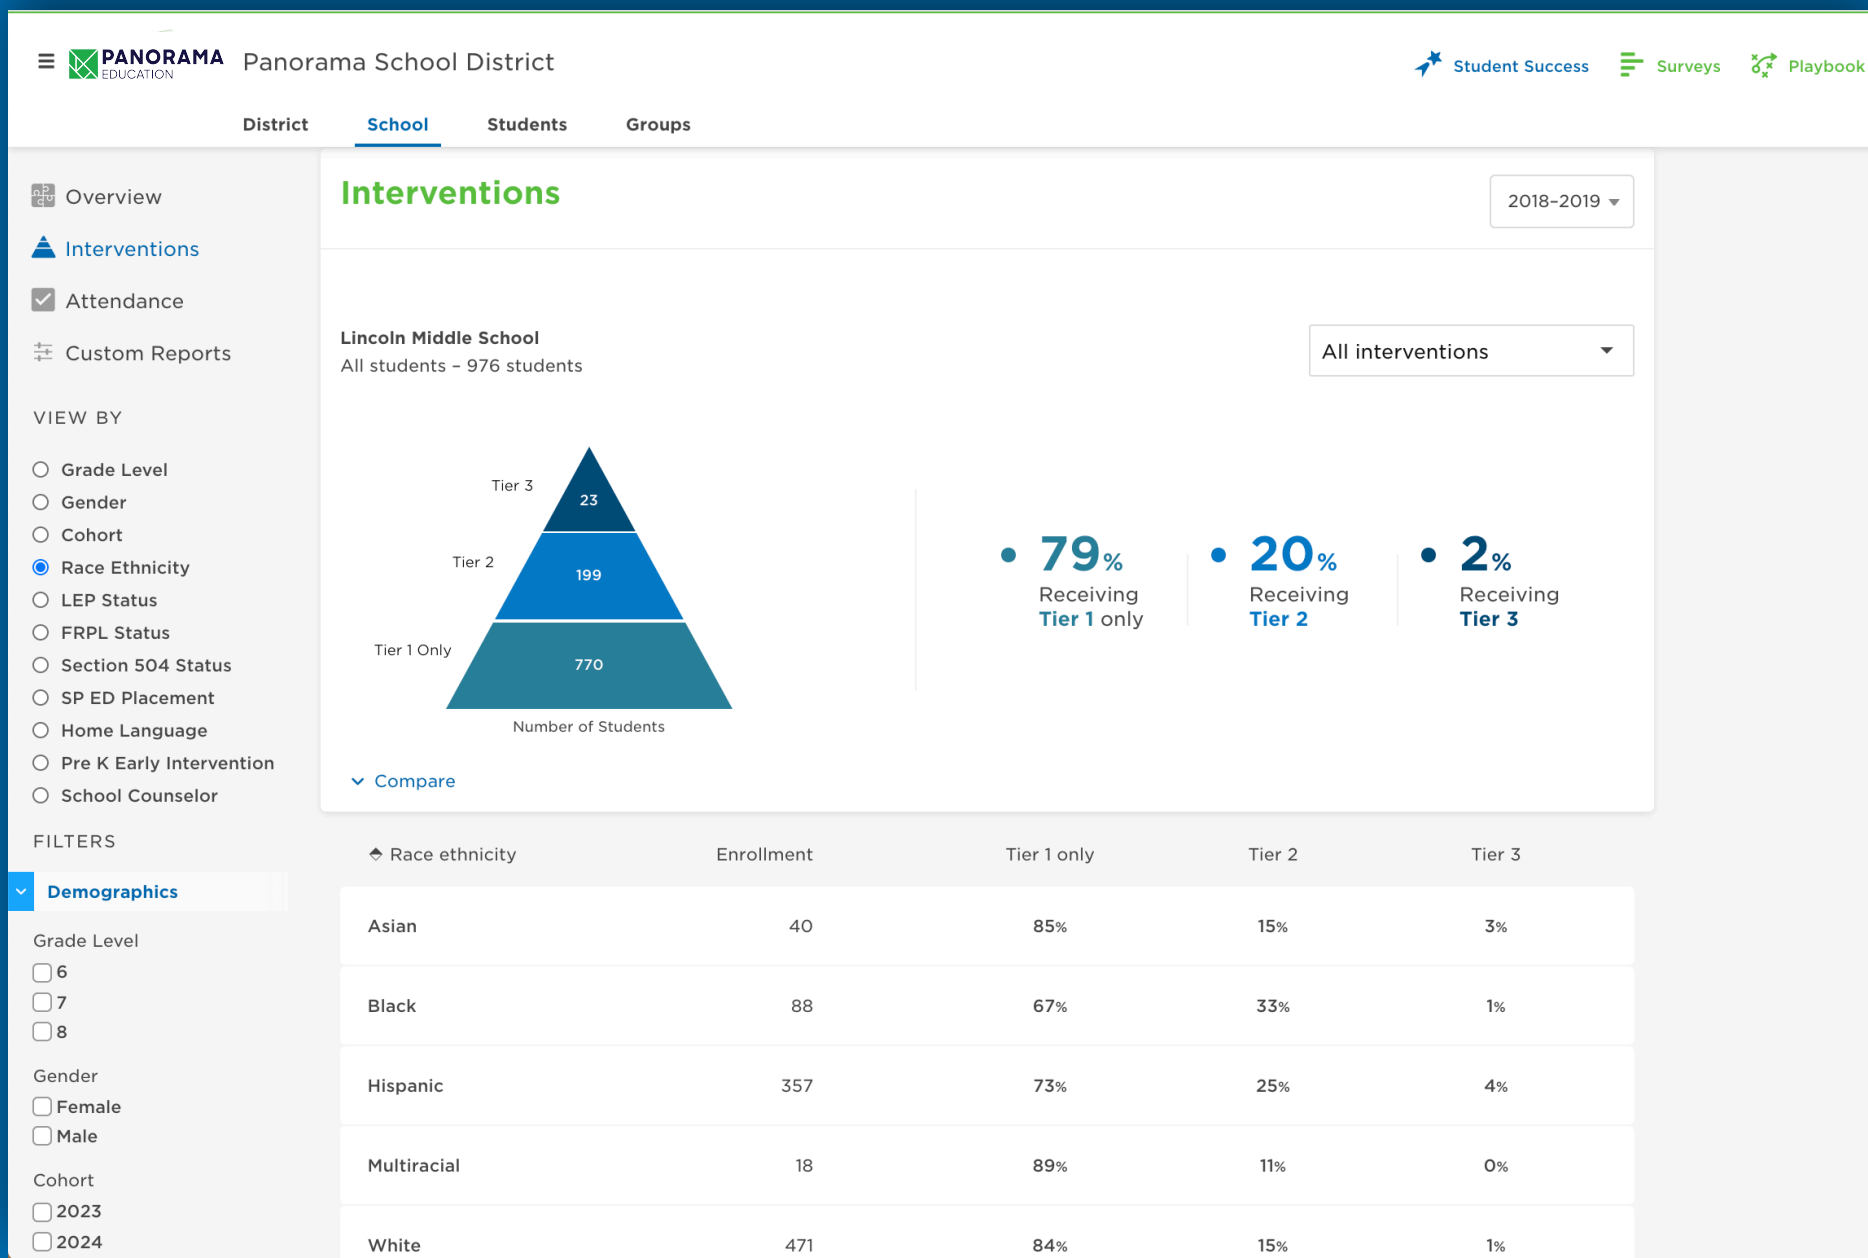 PANORAMA
EDUCATION
Panorama School District
Student Success
Surveys
Playbook
District
School
Students
Groups
Overview
Interventions
Attendance
Custom Reports
VIEW BY
Grade Level
Gender
Cohort
Race Ethnicity
LEP Status
FRPL Status
Section 504 Status
SP ED Placement
Home Language
Pre K Early Intervention
School Counselor
FILTERS
Demographics
Grade Level
6
7
8
Gender
Female
Male
Cohort
2023
2024
Interventions
2018–2019
Lincoln Middle School
All students – 976 students
All interventions
Tier 3
23
Tier 2
199
Tier 1 Only
770
Number of Students
79%
Receiving
Tier 1 only
20%
Receiving
Tier 2
2%
Receiving
Tier 3
Compare
Race ethnicity Enrollment Tier 1 only Tier 2 Tier 3
Asian 40 85% 15% 3%
Black 88 67% 33% 1%
Hispanic 357 73% 25% 4%
Multiracial 18 89% 11% 0%
White 471 84% 15% 1%